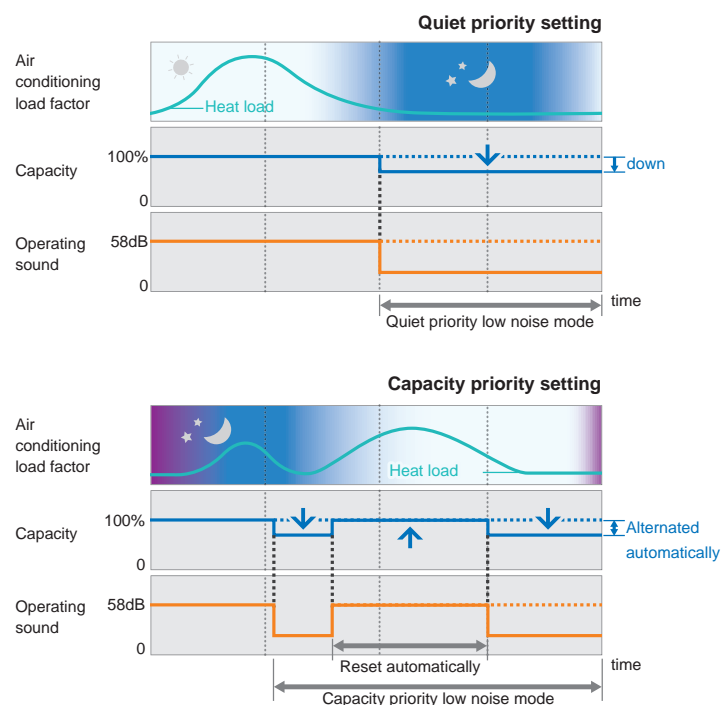 Quiet priority setting
Air
conditioning
load factor
Heat load
Capacity
100%
0
down
Operating
sound
58dB
0
time
Quiet priority low noise mode
Capacity priority setting
Air
conditioning
load factor
Heat load
Capacity
100%
0
Alternated
automatically
Operating
sound
58dB
0
time
Reset automatically
Capacity priority low noise mode